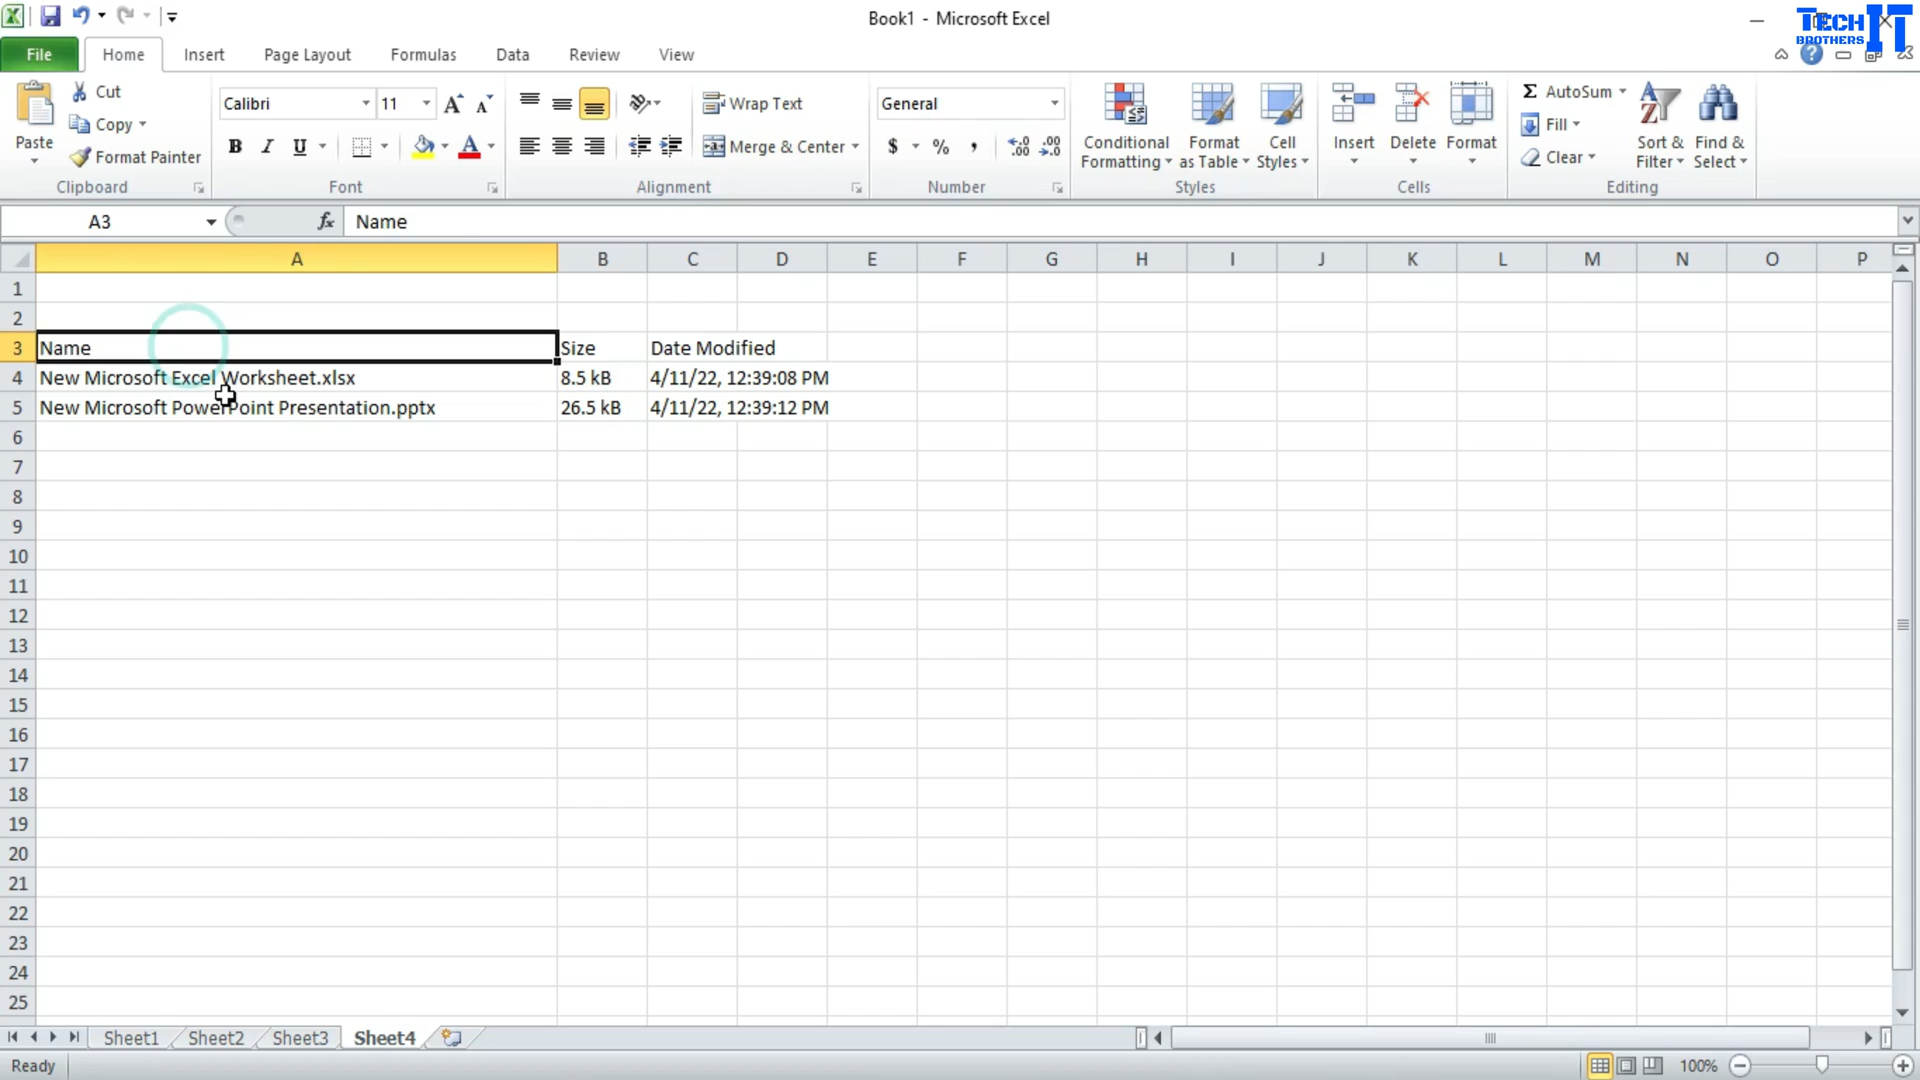 Book1 - Microsoft Excel
TECH IT
BROTHERS
File Home Insert Page Layout Formulas Data Review View
Paste
Cut
Copy
Format Painter
Clipboard
Calibri 11
B I U
Font
Wrap Text
Merge & Center
Alignment
General
$ % ,
Number
Conditional Formatting
Format as Table
Cell Styles
Styles
Insert
Delete
Format
Cells
Σ AutoSum
Fill
Clear
Sort & Filter
Find & Select
Editing
A3 fx Name
A B C D E F G H I J K L M N O P
1
2
3 Name Size Date Modified
4 New Microsoft Excel Worksheet.xlsx 8.5 kB 4/11/22, 12:39:08 PM
5 New Microsoft PowerPoint Presentation.pptx 26.5 kB 4/11/22, 12:39:12 PM
6
7
8
9
10
11
12
13
14
15
16
17
18
19
20
21
22
23
24
25
Sheet1 Sheet2 Sheet3 Sheet4
Ready 100%